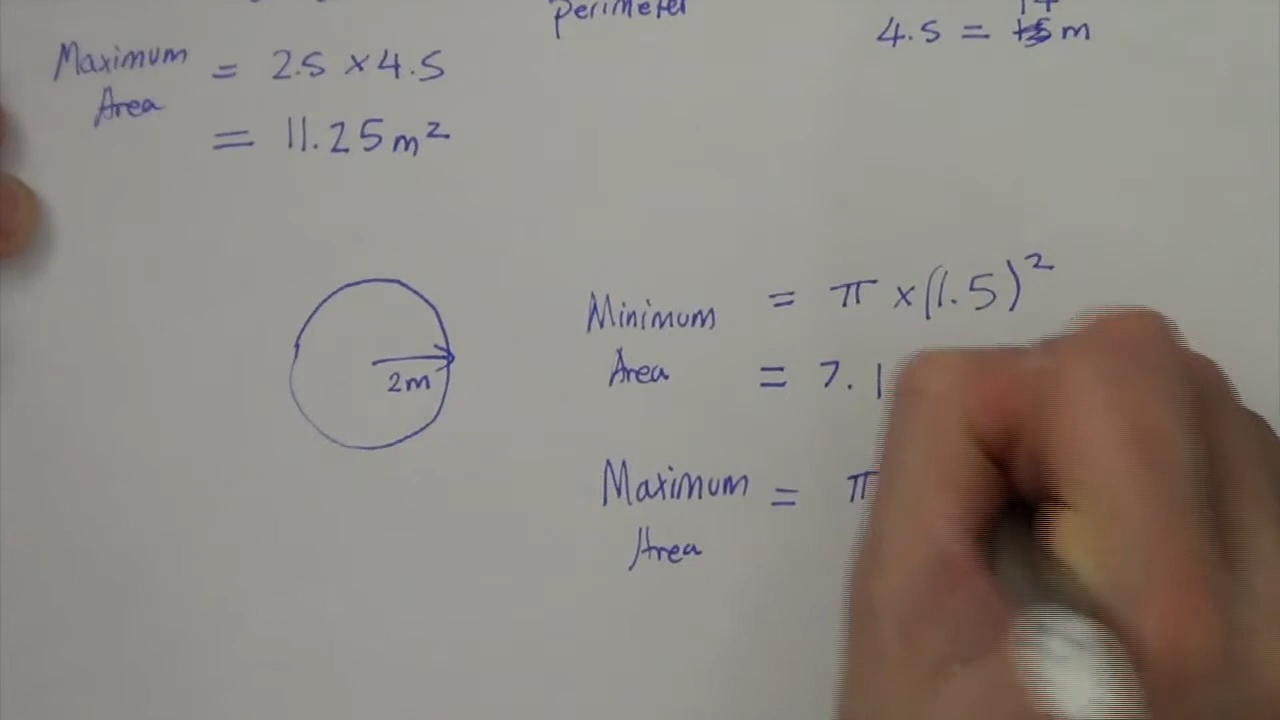 perimeter
4.5 = m
Maximum = 2.5 × 4.5
Area
= 11.25m²
2m
Minimum = π × (1.5)²
Area = 7.1
Maximum = π
Area